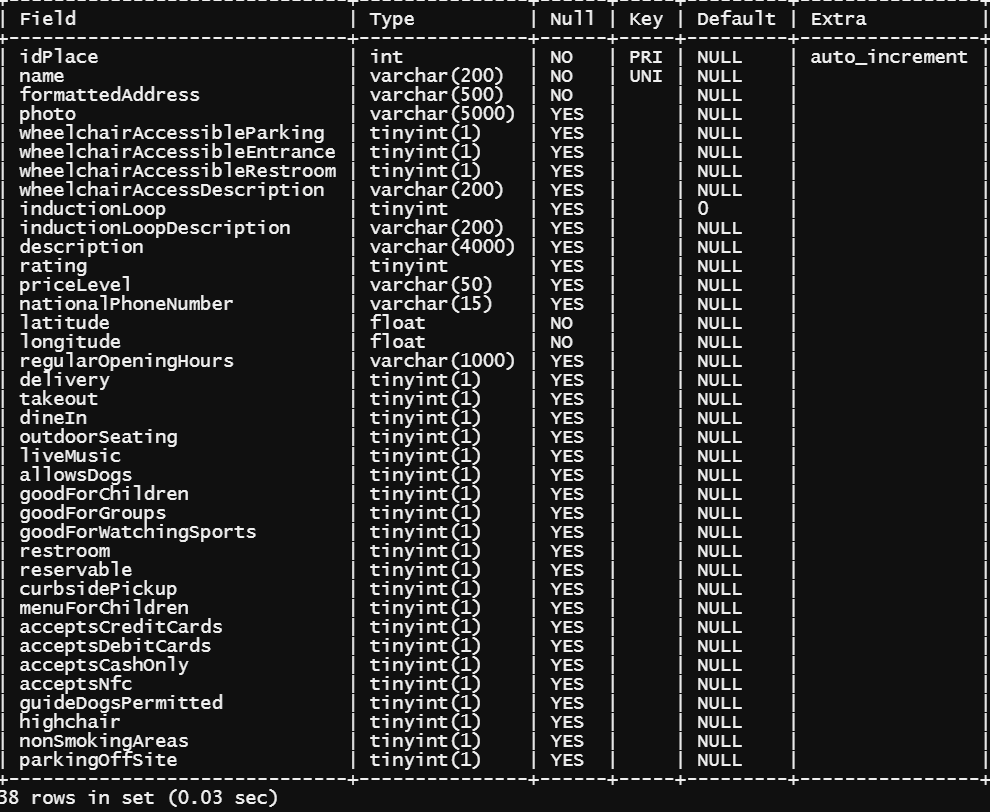 | Field | Type | Null | Key | Default | Extra |
+------------------------------+---------------+------+-----+---------+----------------+
| idPlace | int | NO | PRI | NULL | auto_increment |
| name | varchar(200) | NO | UNI | NULL | |
| formattedAddress | varchar(500) | NO | | NULL | |
| photo | varchar(5000) | YES | | NULL | |
| wheelchairAccessibleParking | tinyint(1) | YES | | NULL | |
| wheelchairAccessibleEntrance | tinyint(1) | YES | | NULL | |
| wheelchairAccessibleRestroom | tinyint(1) | YES | | NULL | |
| wheelchairAccessDescription | varchar(200) | YES | | NULL | |
| inductionLoop | tinyint | YES | | 0 | |
| inductionLoopDescription | varchar(200) | YES | | NULL | |
| description | varchar(4000) | YES | | NULL | |
| rating | tinyint | YES | | NULL | |
| priceLevel | varchar(50) | YES | | NULL | |
| nationalPhoneNumber | varchar(15) | YES | | NULL | |
| latitude | float | NO | | NULL | |
| longitude | float | NO | | NULL | |
| regularOpeningHours | varchar(1000) | YES | | NULL | |
| delivery | tinyint(1) | YES | | NULL | |
| takeout | tinyint(1) | YES | | NULL | |
| dineIn | tinyint(1) | YES | | NULL | |
| outdoorSeating | tinyint(1) | YES | | NULL | |
| liveMusic | tinyint(1) | YES | | NULL | |
| allowsDogs | tinyint(1) | YES | | NULL | |
| goodForChildren | tinyint(1) | YES | | NULL | |
| goodForGroups | tinyint(1) | YES | | NULL | |
| goodForWatchingSports | tinyint(1) | YES | | NULL | |
| restroom | tinyint(1) | YES | | NULL | |
| reservable | tinyint(1) | YES | | NULL | |
| curbsidePickup | tinyint(1) | YES | | NULL | |
| menuForChildren | tinyint(1) | YES | | NULL | |
| acceptsCreditCards | tinyint(1) | YES | | NULL | |
| acceptsDebitCards | tinyint(1) | YES | | NULL | |
| acceptsCashOnly | tinyint(1) | YES | | NULL | |
| acceptsNfc | tinyint(1) | YES | | NULL | |
| guideDogsPermitted | tinyint(1) | YES | | NULL | |
| highchair | tinyint(1) | YES | | NULL | |
| nonSmokingAreas | tinyint(1) | YES | | NULL | |
| parkingOffSite | tinyint(1) | YES | | NULL | |
+------------------------------+---------------+------+-----+---------+----------------+
38 rows in set (0.03 sec)